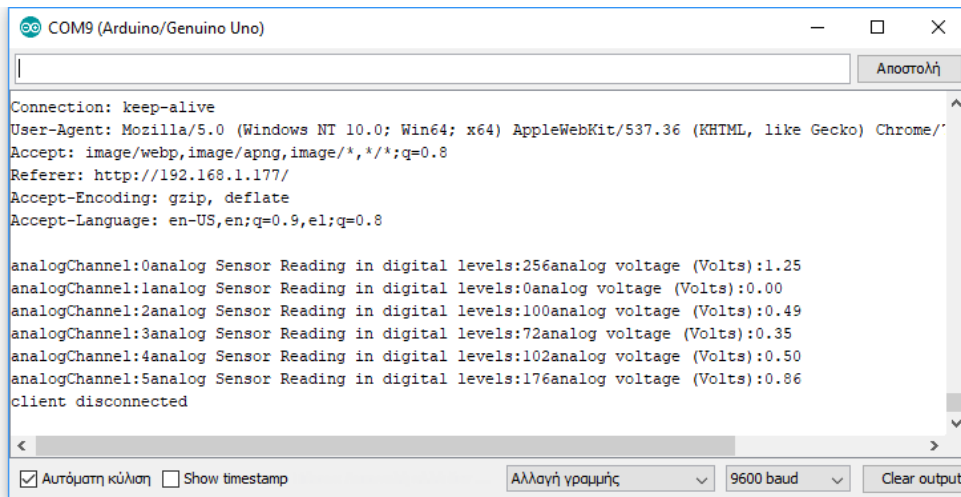 COM9 (Arduino/Genuino Uno)
Αποστολή
Connection: keep-alive
User-Agent: Mozilla/5.0 (Windows NT 10.0; Win64; x64) AppleWebKit/537.36 (KHTML, like Gecko) Chrome/
Accept: image/webp,image/apng,image/*,*/*;q=0.8
Referer: http://192.168.1.177/
Accept-Encoding: gzip, deflate
Accept-Language: en-US,en;q=0.9,el;q=0.8
analogChannel:0analog Sensor Reading in digital levels:256analog voltage (Volts):1.25
analogChannel:1analog Sensor Reading in digital levels:0analog voltage (Volts):0.00
analogChannel:2analog Sensor Reading in digital levels:100analog voltage (Volts):0.49
analogChannel:3analog Sensor Reading in digital levels:72analog voltage (Volts):0.35
analogChannel:4analog Sensor Reading in digital levels:102analog voltage (Volts):0.50
analogChannel:5analog Sensor Reading in digital levels:176analog voltage (Volts):0.86
client disconnected
Αυτόματη κύλιση Show timestamp Αλλαγή γραμμής 9600 baud Clear output